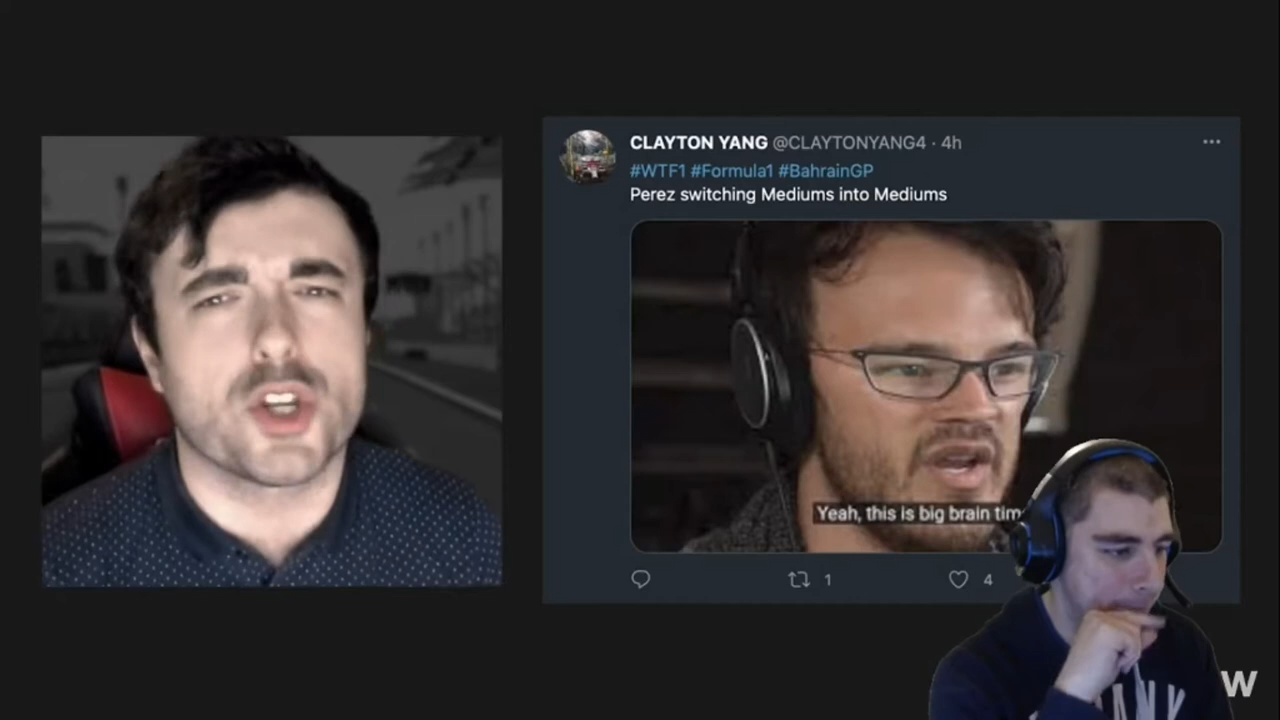 CLAYTON YANG @CLAYTONYANG4 · 4h
#WTF1 #Formula1 #BahrainGP
Perez switching Mediums into Mediums
Yeah, this is big brain tim
1
4
W